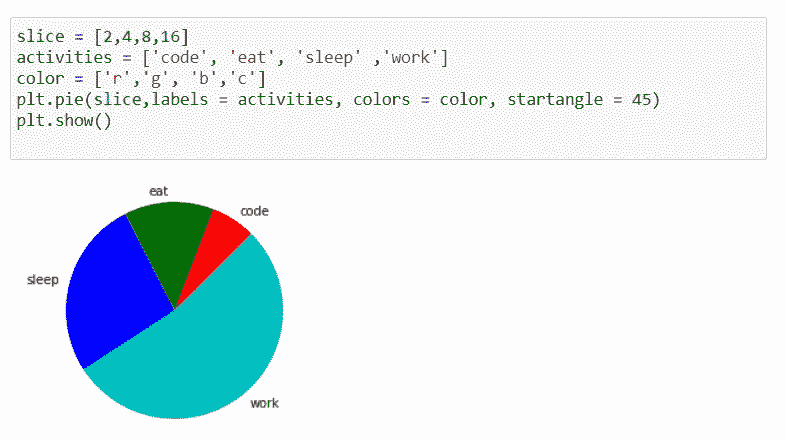 slice = [2,4,8,16]
activities = ['code', 'eat', 'sleep' ,'work']
color = ['r','g', 'b','c']
plt.pie(slice,labels = activities, colors = color, startangle = 45)
plt.show()
eat
code
sleep
work